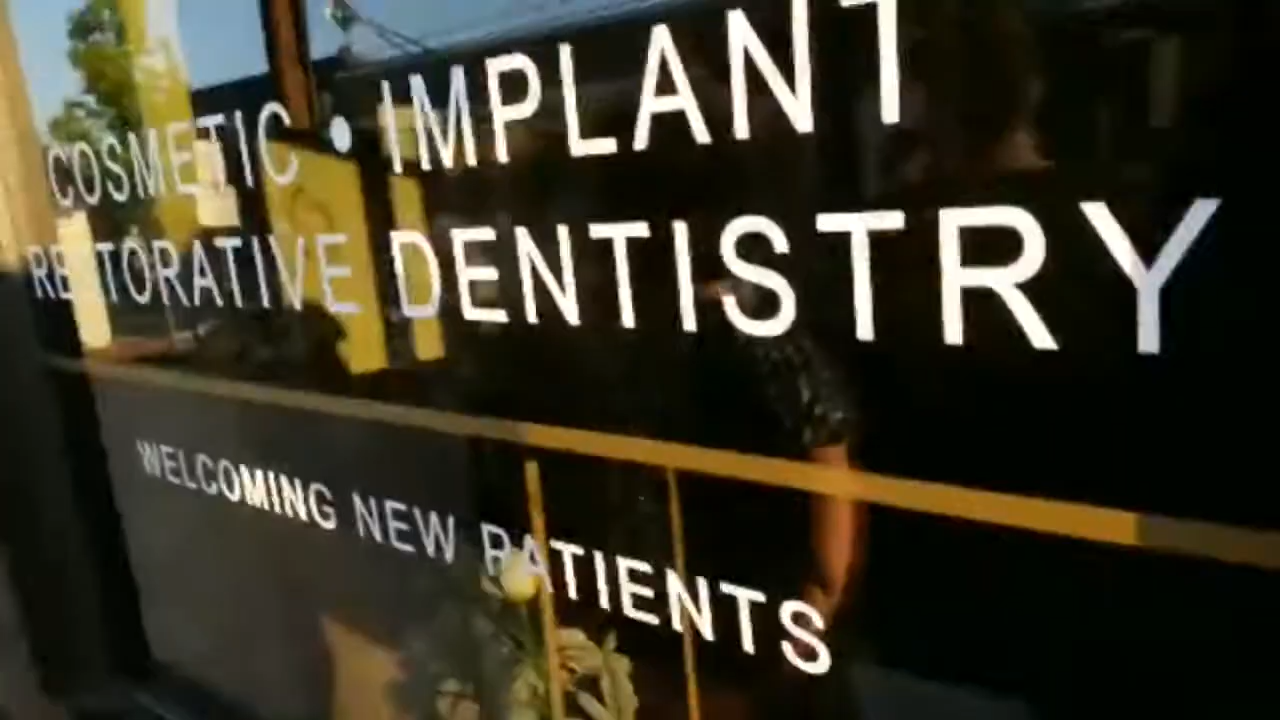 COSMETIC • IMPLANT
RESTORATIVE DENTISTRY
WELCOMING NEW PATIENTS